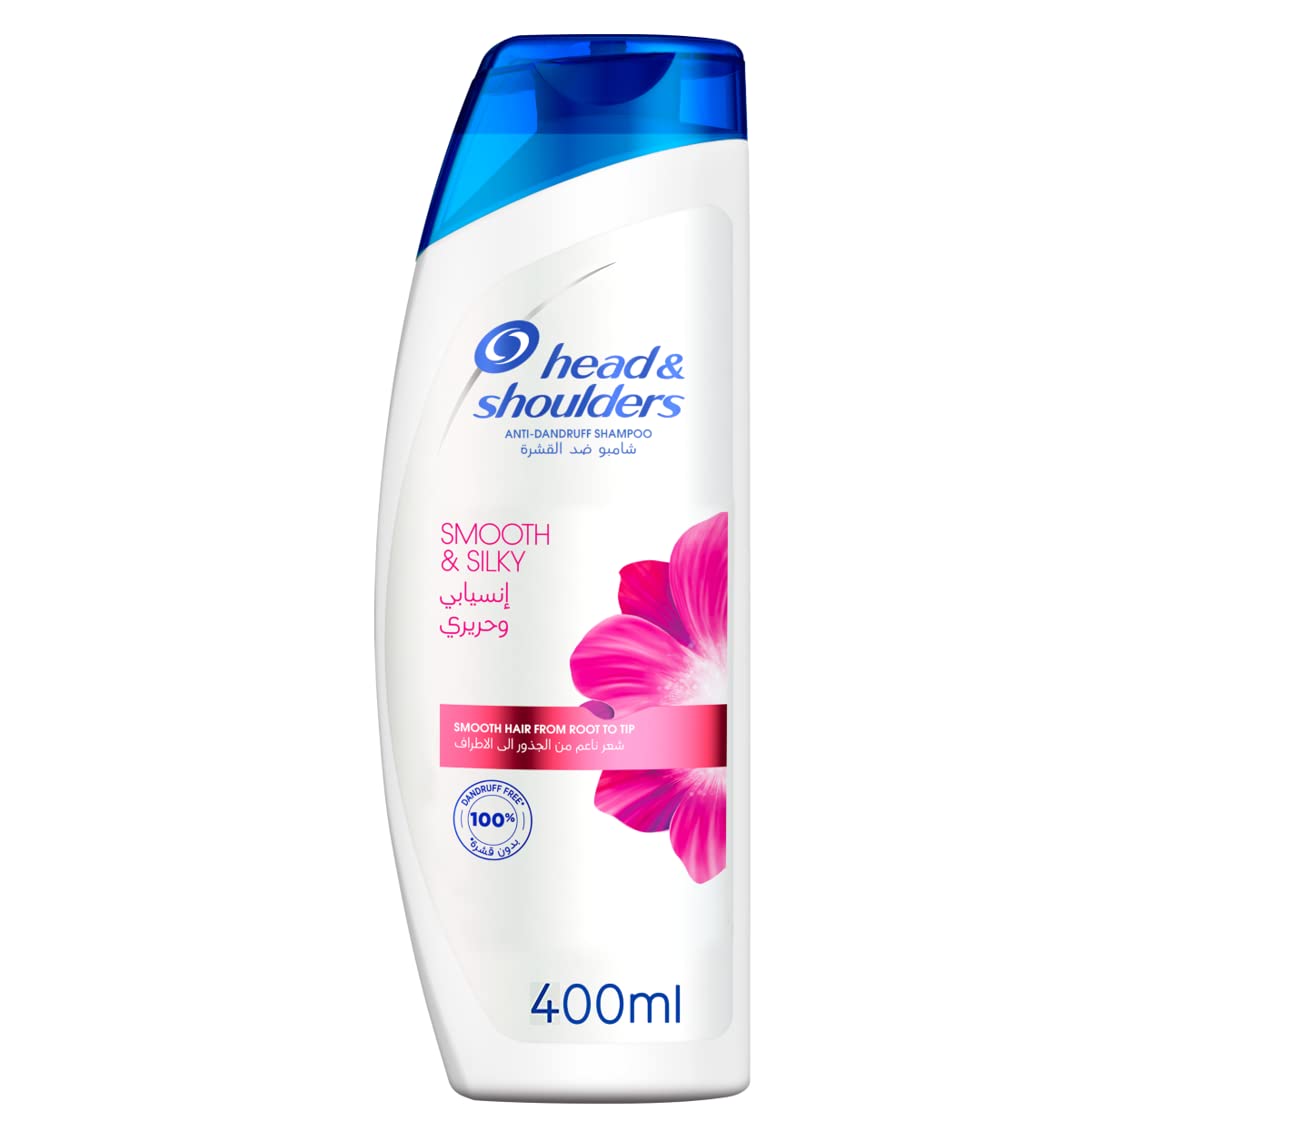 head &
shoulders
ANTI-DANDRUFF SHAMPOO
شامبو ضد القشرة
SMOOTH
& SILKY
إنسيابي
وحريري
SMOOTH HAIR FROM ROOT TO TIP
شعر ناعم من الجذور الى الاطراف
DANDRUFF FREE*
100%
بدون قشرة*
400ml